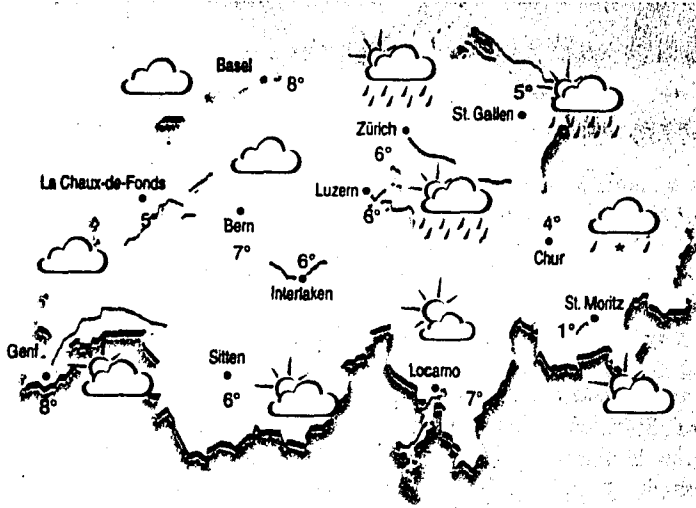 Basel
8°
5°
St. Gallen
Zürich
6°
La Chaux-de-Fonds
5°
Luzern
6°
Bern
7°
4°
Chur
6°
Interlaken
St. Moritz
1°
Genf
8°
Sitten
6°
Locarno
7°